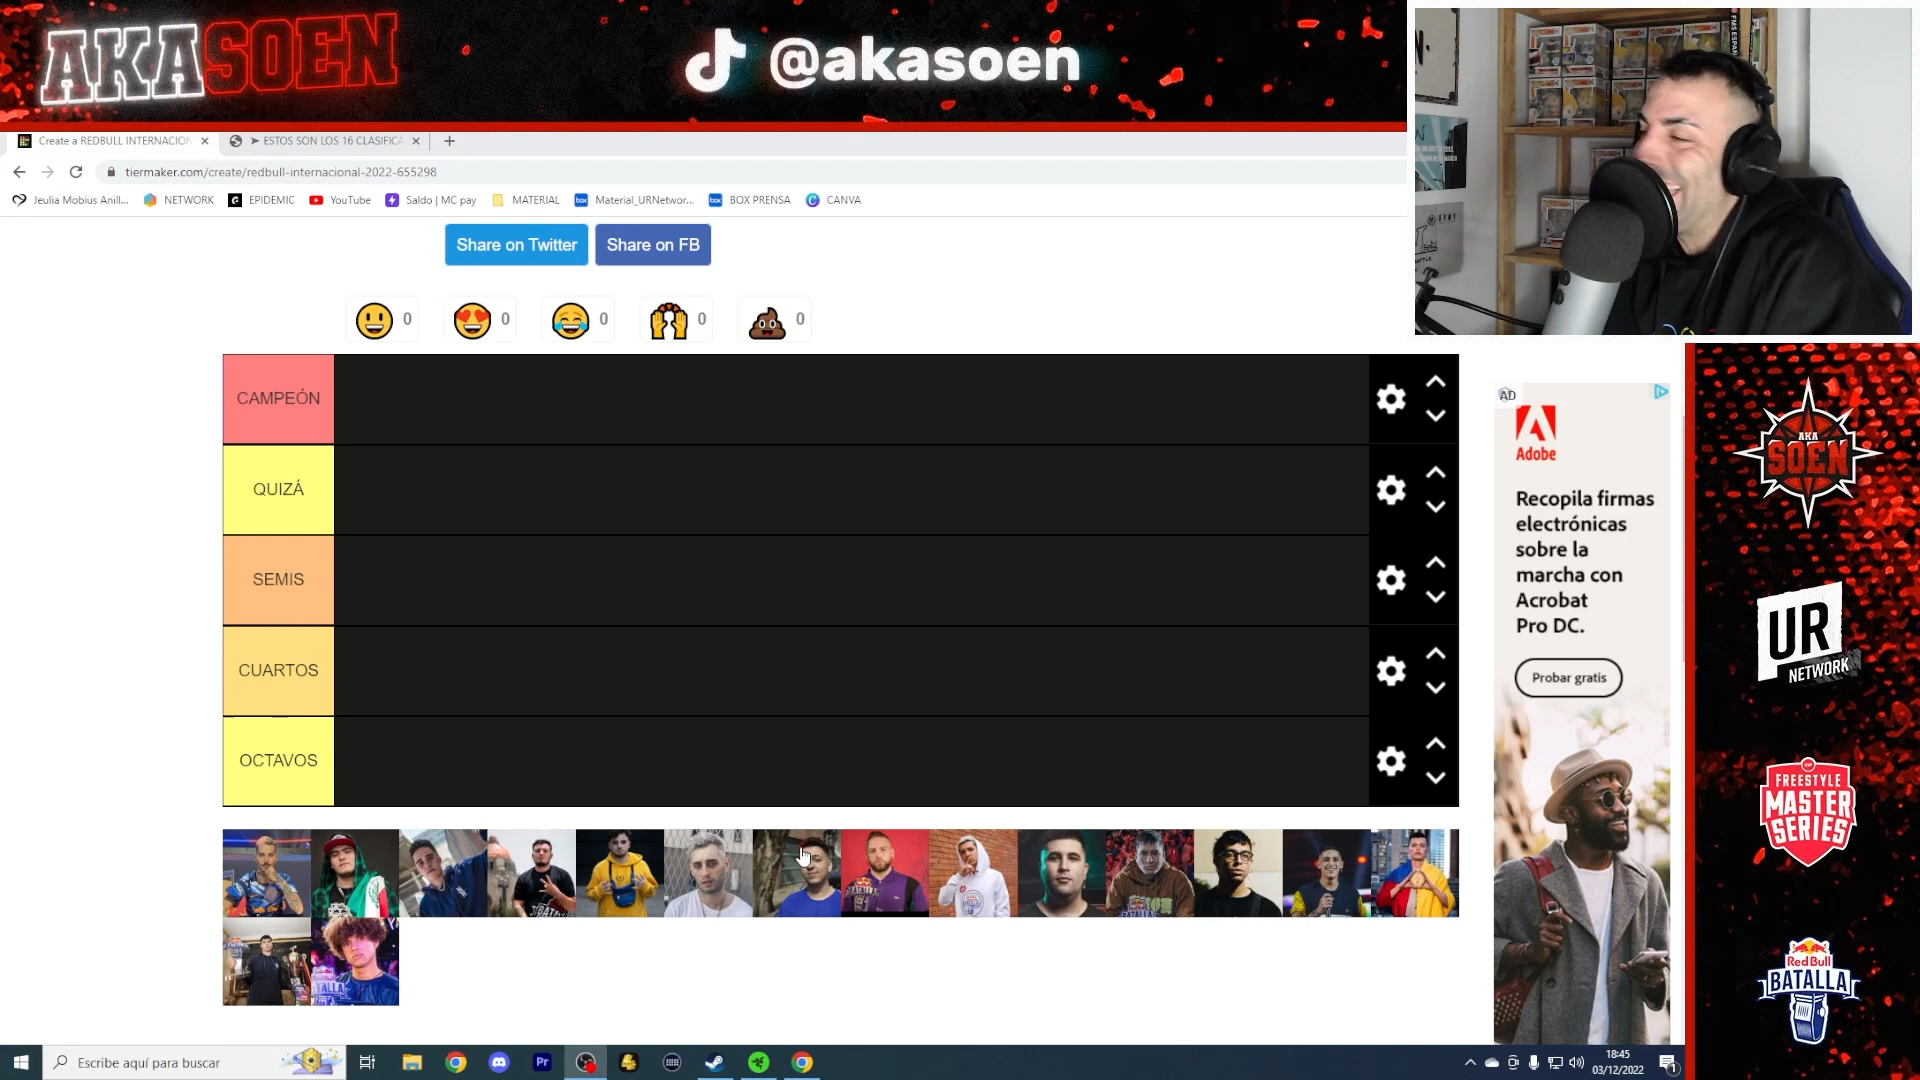 AKASOEN
@akasoen
Create a REDBULL INTERNACION
➤ ESTOS SON LOS 16 CLASIFICA
tiermaker.com/create/redbull-internacional-2022-655298
Jeulia Mobius Anill...
NETWORK
EPIDEMIC
YouTube
Saldo | MC pay
MATERIAL
Material_URNetwor...
BOX PRENSA
CANVA
Share on Twitter
Share on FB
0
0
0
0
0
CAMPEÓN
QUIZÁ
SEMIS
CUARTOS
OCTAVOS
AD
Adobe
Recopila firmas
electrónicas
sobre la
marcha con
Acrobat
Pro DC.
Probar gratis
AKA
SOEN
UR
NETWORK
FREESTYLE
MASTER
SERIES
Red Bull
BATALLA
Escribe aquí para buscar
Pr
18:45
03/12/2022
1